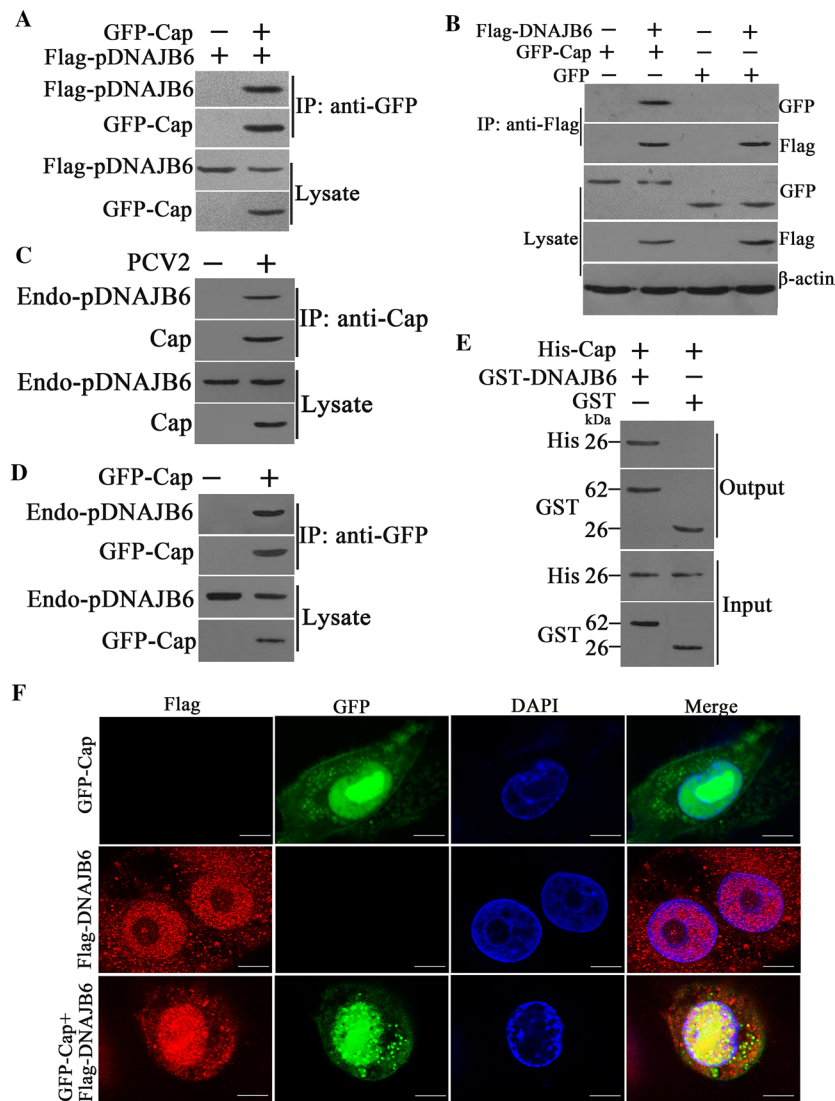 A
GFP-Cap − +
Flag-pDNAJB6 + +
Flag-pDNAJB6
GFP-Cap
IP: anti-GFP
Flag-pDNAJB6
GFP-Cap
Lysate
B
Flag-DNAJB6 − + − +
GFP-Cap + + − −
GFP − − + +
IP: anti-Flag
GFP
Flag
Lysate
GFP
Flag
β-actin
C
PCV2 − +
Endo-pDNAJB6
Cap
IP: anti-Cap
Endo-pDNAJB6
Cap
Lysate
D
GFP-Cap − +
Endo-pDNAJB6
GFP-Cap
IP: anti-GFP
Endo-pDNAJB6
GFP-Cap
Lysate
E
His-Cap + +
GST-DNAJB6 + −
GST − +
kDa
His 26
GST 62
26
Output
His 26
GST 62
26
Input
F
Flag GFP DAPI Merge
GFP-Cap
Flag-DNAJB6
GFP-Cap+
Flag-DNAJB6